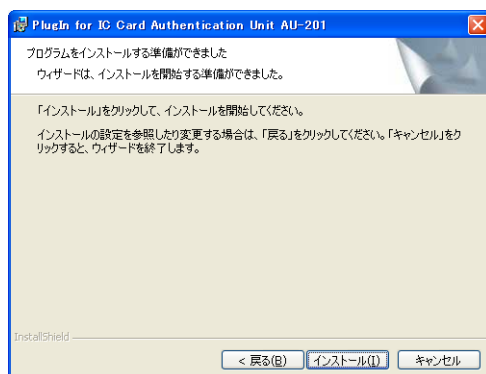 PlugIn for IC Card Authentication Unit AU-201
プログラムをインストールする準備ができました
ウィザードは、インストールを開始する準備ができました。
「インストール」をクリックして、インストールを開始してください。
インストールの設定を参照したり変更する場合は、「戻る」をクリックしてください。「キャンセル」をク
リックすると、ウィザードを終了します。
InstallShield
< 戻る(B)
インストール(I)
キャンセル